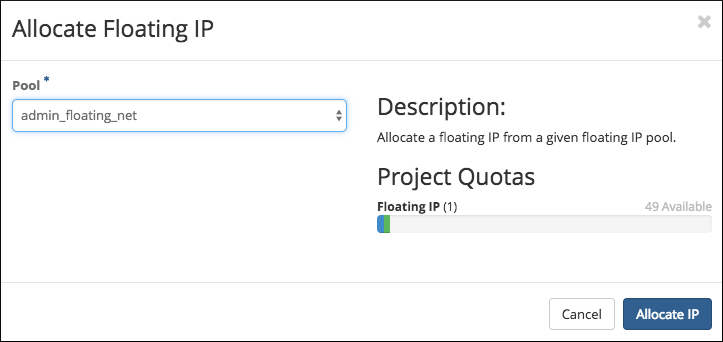 Allocate Floating IP
Pool *
admin_floating_net
Description:
Allocate a floating IP from a given floating IP pool.
Project Quotas
Floating IP (1) 49 Available
Cancel Allocate IP